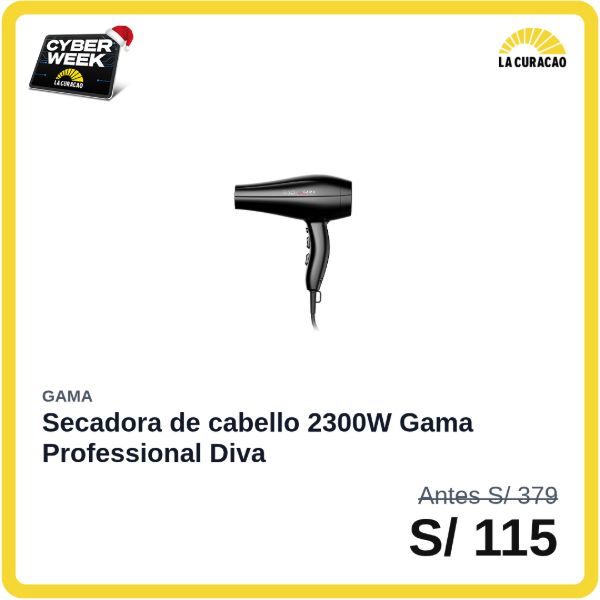 CYBER
WEEK
LA CURACAO
LA CURACAO
GAMA
Secadora de cabello 2300W Gama
Professional Diva
Antes S/ 379
S/ 115